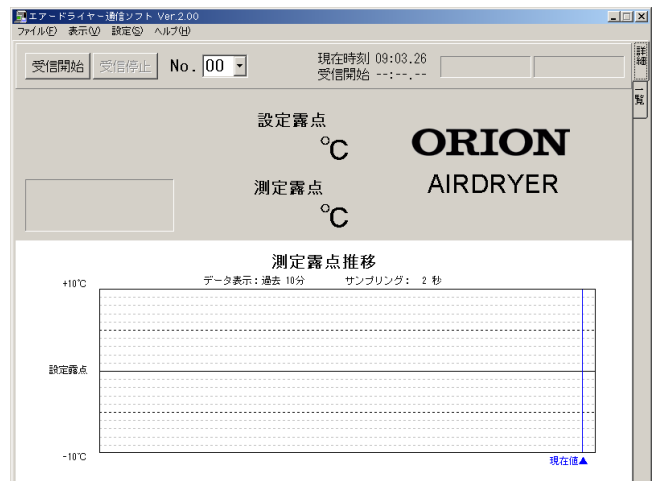 エアードライヤー通信ソフト Ver.2.00
ファイル(F) 表示(V) 設定(S) ヘルプ(H)
受信開始 受信停止 No. 00
現在時刻 09:03.26
受信開始 --:--.--
詳細
一覧
設定露点
℃
ORION
AIRDRYER
測定露点
℃
測定露点推移
データ表示：過去 10分 サンプリング： 2 秒
+10℃
設定露点
-10℃
現在値▲